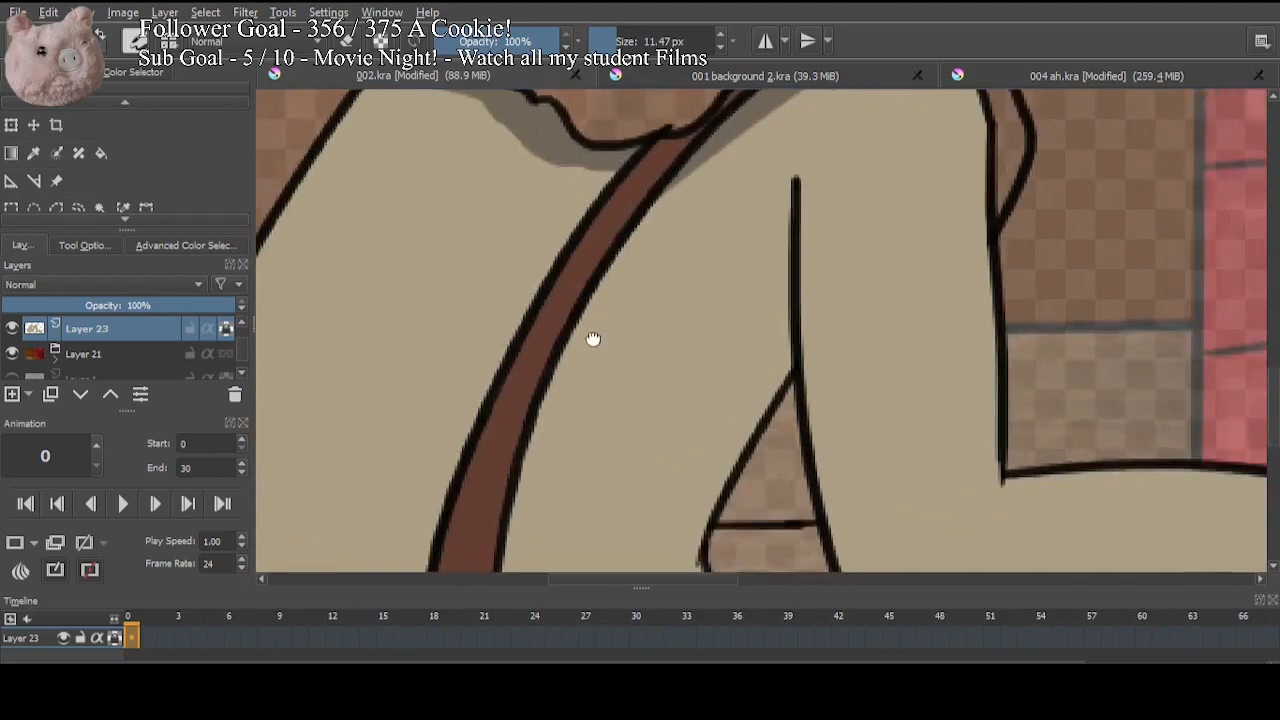 File Edit Image Layer Select Filter Tools Settings Window Help
Follower Goal - 356 / 375 A Cookie!
Normal Opacity: 100% Size: 11.47 px
Sub Goal - 5 / 10 - Movie Night! - Watch all my student Films
Color Selector
002.kra [Modified] (88.9 MiB)
001 background 2.kra (39.3 MiB)
004 ah.kra [Modified] (259.4 MiB)
Lay... Tool Optio... Advanced Color Selec...
Layers
Normal
Opacity: 100%
Layer 23
Layer 21
Animation
0
Start: 0
End: 30
Play Speed: 1.00
Frame Rate: 24
Timeline
0 3 6 9 12 15 18 21 24 27 30 33 36 39 42 45 48 51 54 57 60 63 66
Layer 23